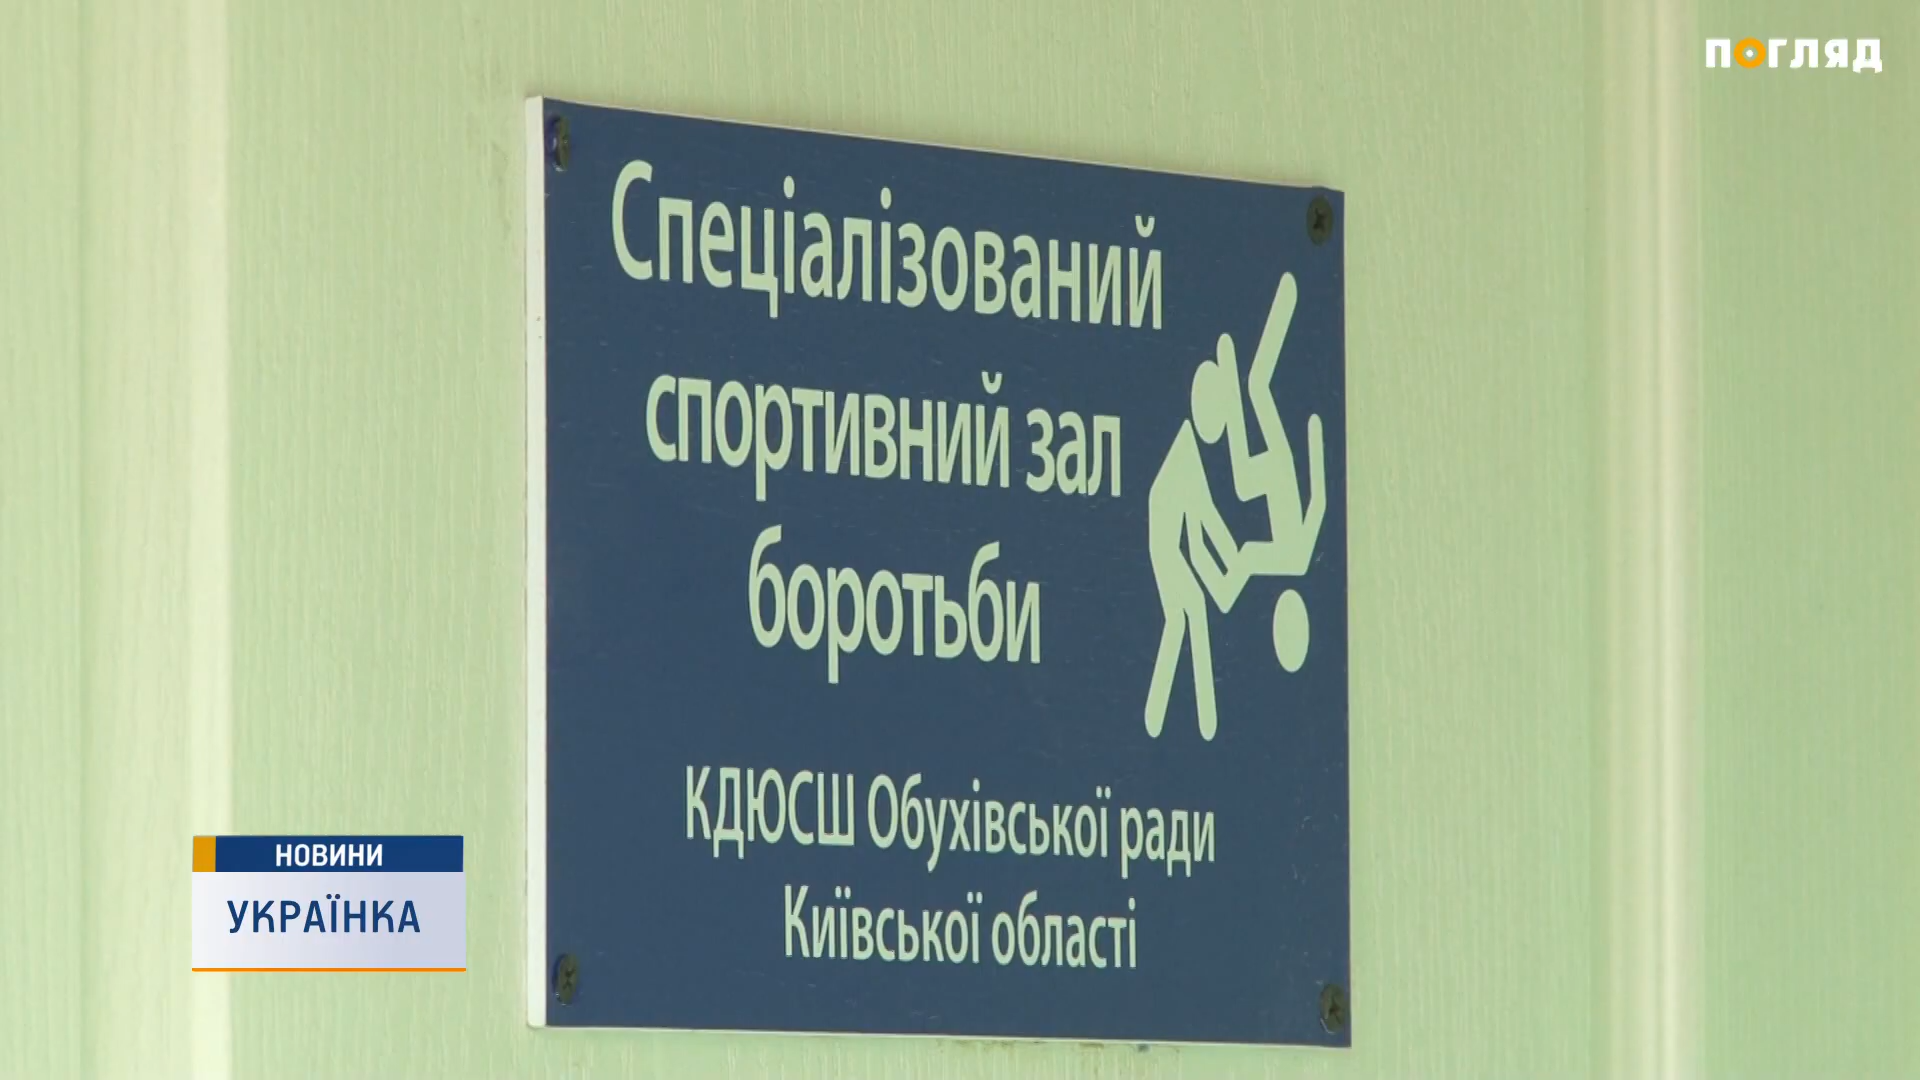 ПОГЛЯД
Спеціалізований
спортивний зал
боротьби
КДЮСШ Обухівської ради
Київської області
НОВИНИ
УКРАЇНКА